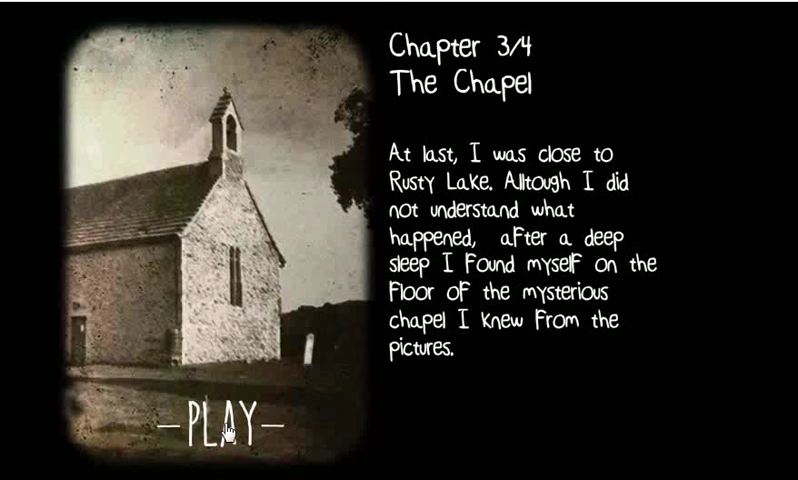 Chapter 3/4
The Chapel
At last, I was close to
Rusty Lake. Alltough I did
not understand what
happened, after a deep
sleep I found myself on the
floor of the mysterious
chapel I knew from the
pictures.
-PLAY-